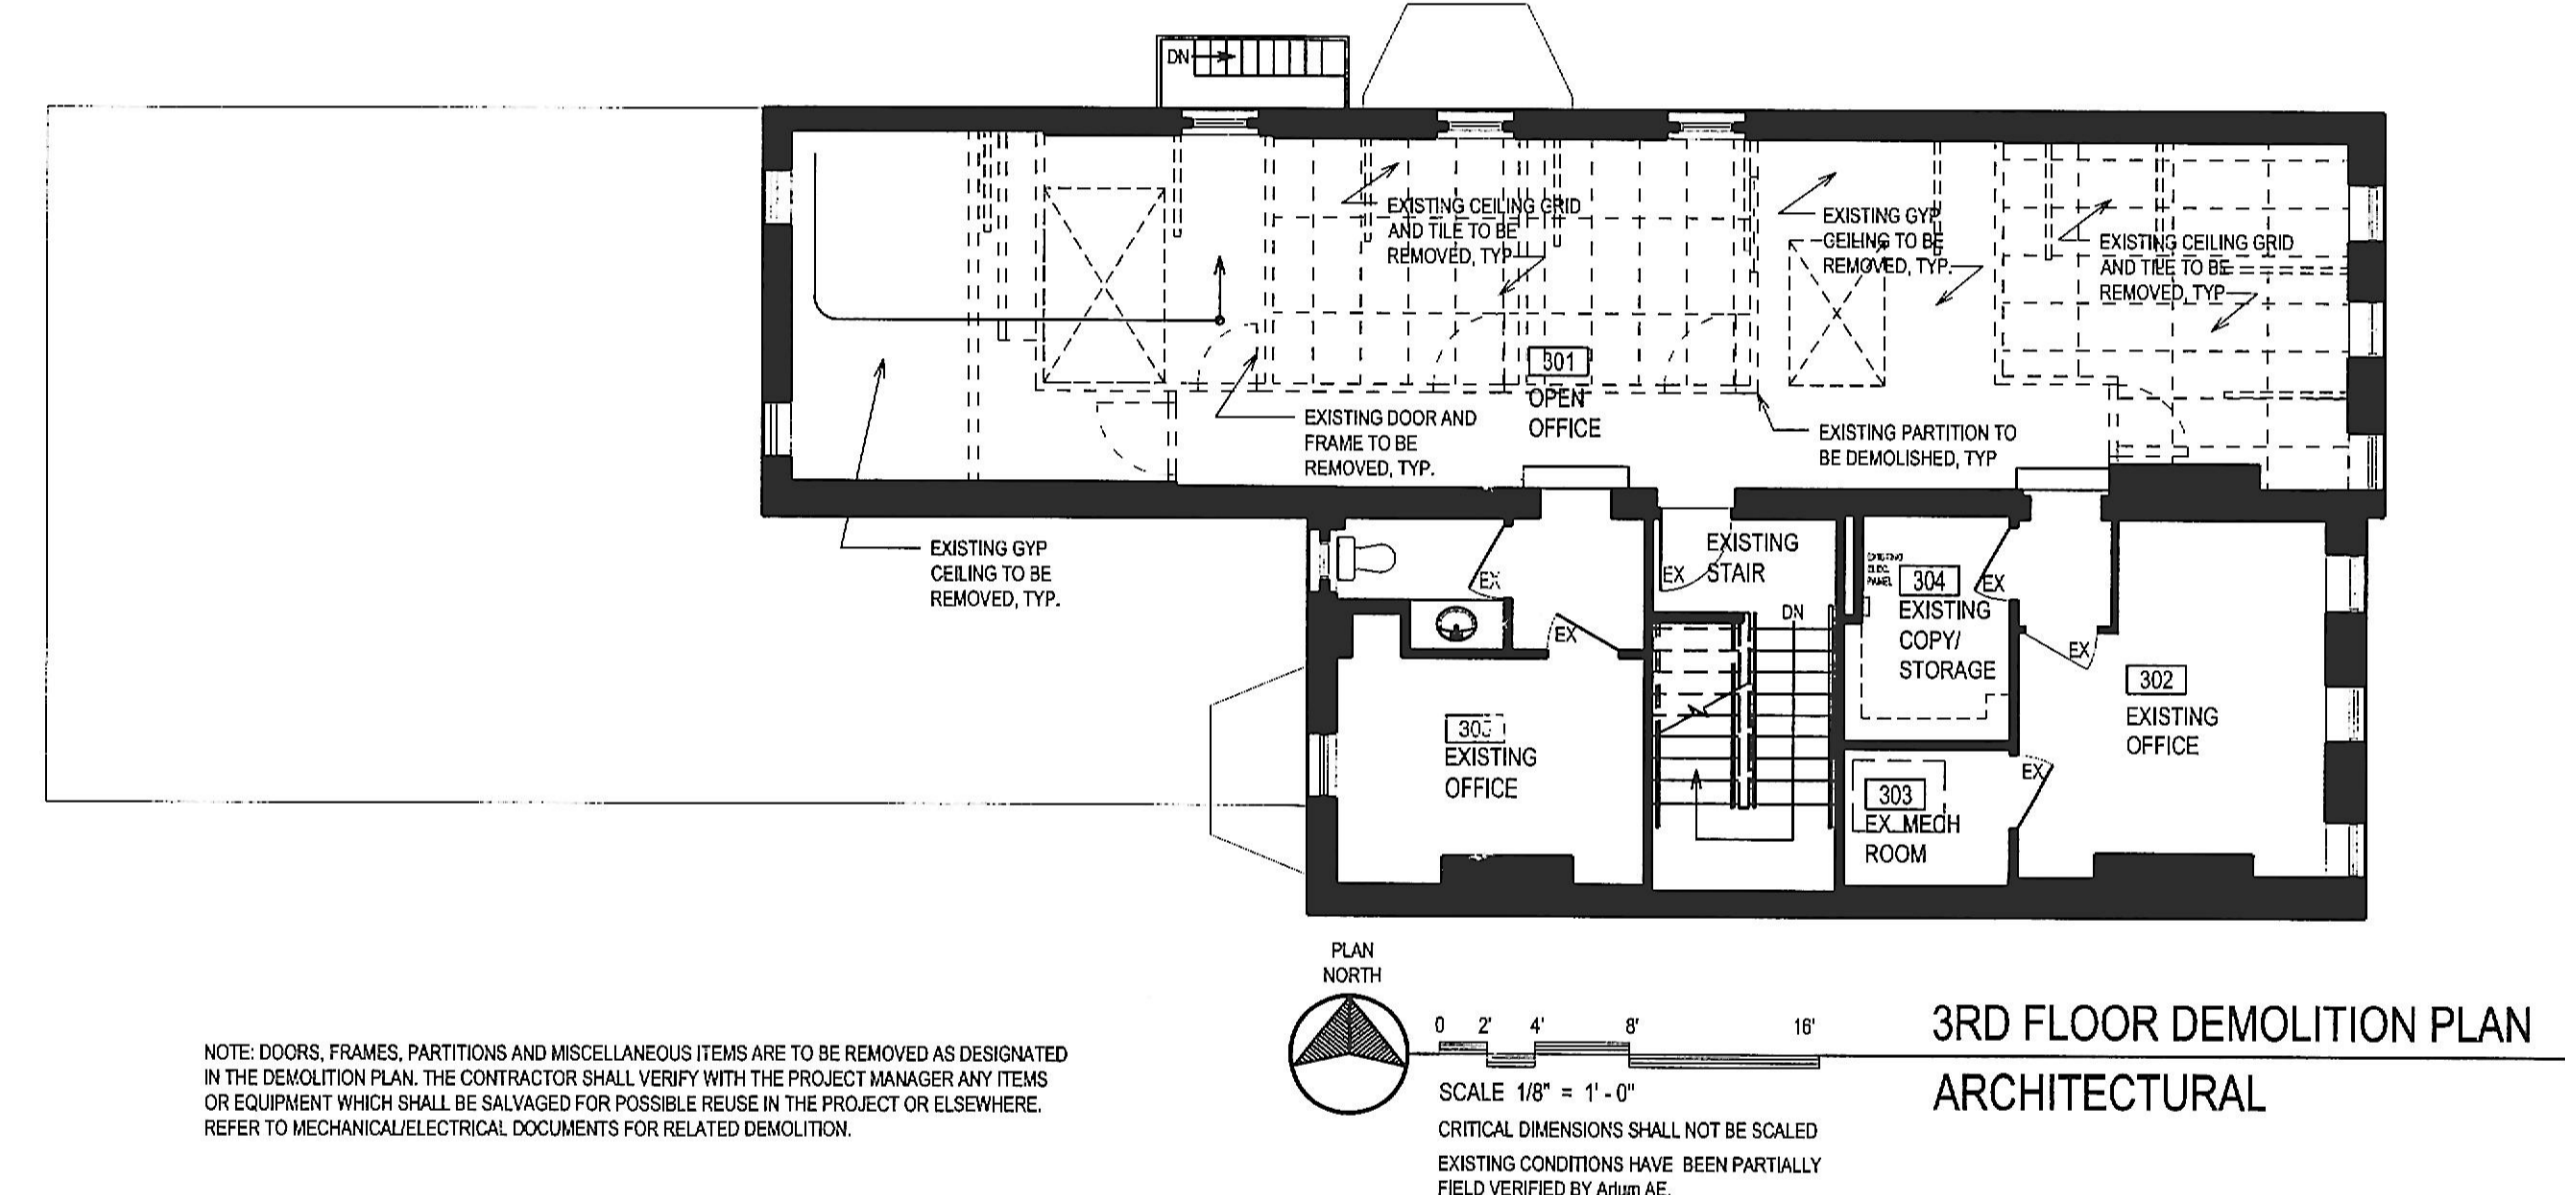 DN
EXISTING CEILING GRID
AND TILE TO BE
REMOVED, TYP
EXISTING GYP
CEILING TO BE
REMOVED, TYP.
EXISTING CEILING GRID
AND TILE TO BE
REMOVED, TYP
301
OPEN
OFFICE
EXISTING DOOR AND
FRAME TO BE
REMOVED, TYP.
EXISTING PARTITION TO
BE DEMOLISHED, TYP
EXISTING GYP
CEILING TO BE
REMOVED, TYP.
EX
EX
EX
EXISTING
STAIR
DN
ELEC.
PANEL
304
EXISTING
COPY/
STORAGE
EX
EX
302
EXISTING
OFFICE
EXISTING
OFFICE
EX
303
EX MECH
ROOM
PLAN
NORTH
0 2' 4' 8' 16'
SCALE 1/8" = 1' - 0"
CRITICAL DIMENSIONS SHALL NOT BE SCALED
EXISTING CONDITIONS HAVE BEEN PARTIALLY
FIELD VERIFIED BY Arium AE.
3RD FLOOR DEMOLITION PLAN
ARCHITECTURAL
NOTE: DOORS, FRAMES, PARTITIONS AND MISCELLANEOUS ITEMS ARE TO BE REMOVED AS DESIGNATED
IN THE DEMOLITION PLAN. THE CONTRACTOR SHALL VERIFY WITH THE PROJECT MANAGER ANY ITEMS
OR EQUIPMENT WHICH SHALL BE SALVAGED FOR POSSIBLE REUSE IN THE PROJECT OR ELSEWHERE.
REFER TO MECHANICAL/ELECTRICAL DOCUMENTS FOR RELATED DEMOLITION.